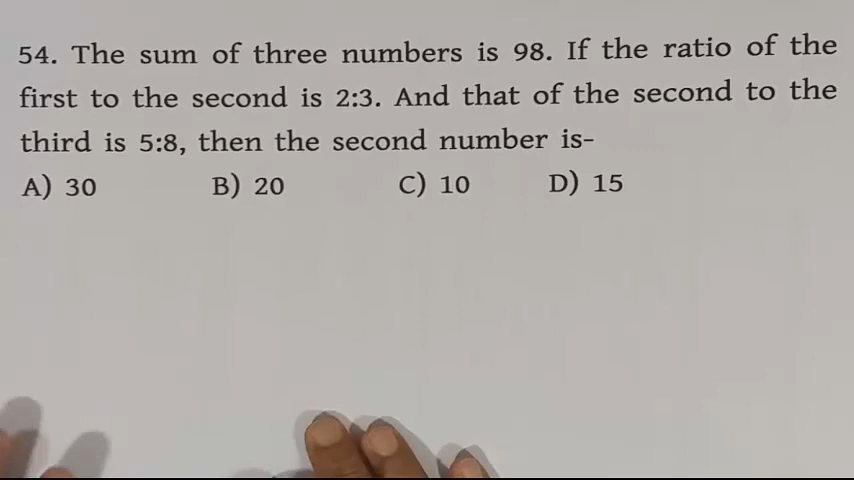 54. The sum of three numbers is 98. If the ratio of the
first to the second is 2:3. And that of the second to the
third is 5:8, then the second number is-
A) 30 B) 20 C) 10 D) 15